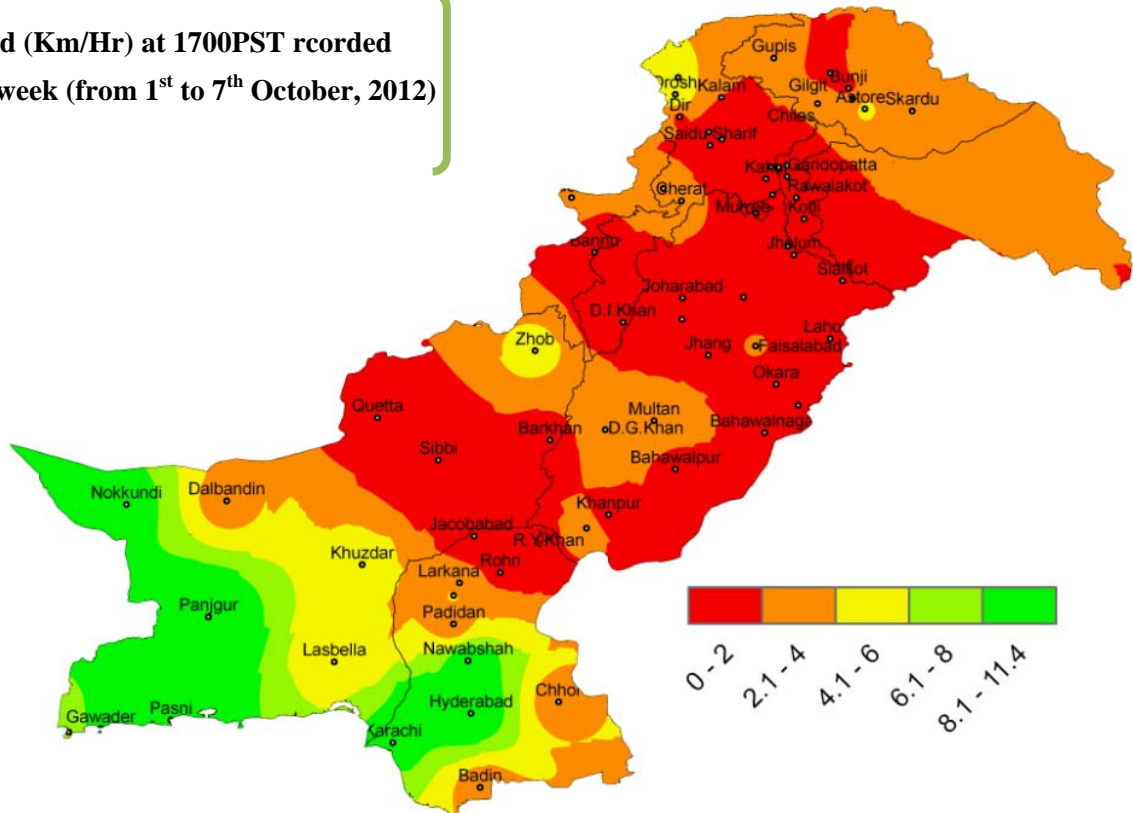 d (Km/Hr) at 1700PST rcorded
week (from 1st to 7th October, 2012)
Gupis
Drosh
Kalam
Gilgit
Bunji
Dir
Astore
Skardu
Chilas
Saidu Sharif
Garidopatta
Cherat
Rawalakot
Murree
Kotli
Bannu
Jhelum
Sialkot
Joharabad
D.I.Khan
Laho
Zhob
Jhang
Faisalabad
Okara
Quetta
Multan
Barkhan
D.G.Khan
Bahawalnaga
Sibbi
Bahawalpur
Nokkundi
Dalbandin
Khanpur
Jacobabad
R.Y.Khan
Khuzdar
Rohri
Larkana
Panjgur
Padidan
Lasbella
Nawabshah
Hyderabad
Chhor
Gawader
Pasni
Karachi
Badin
0 - 2
2.1 - 4
4.1 - 6
6.1 - 8
8.1 - 11.4